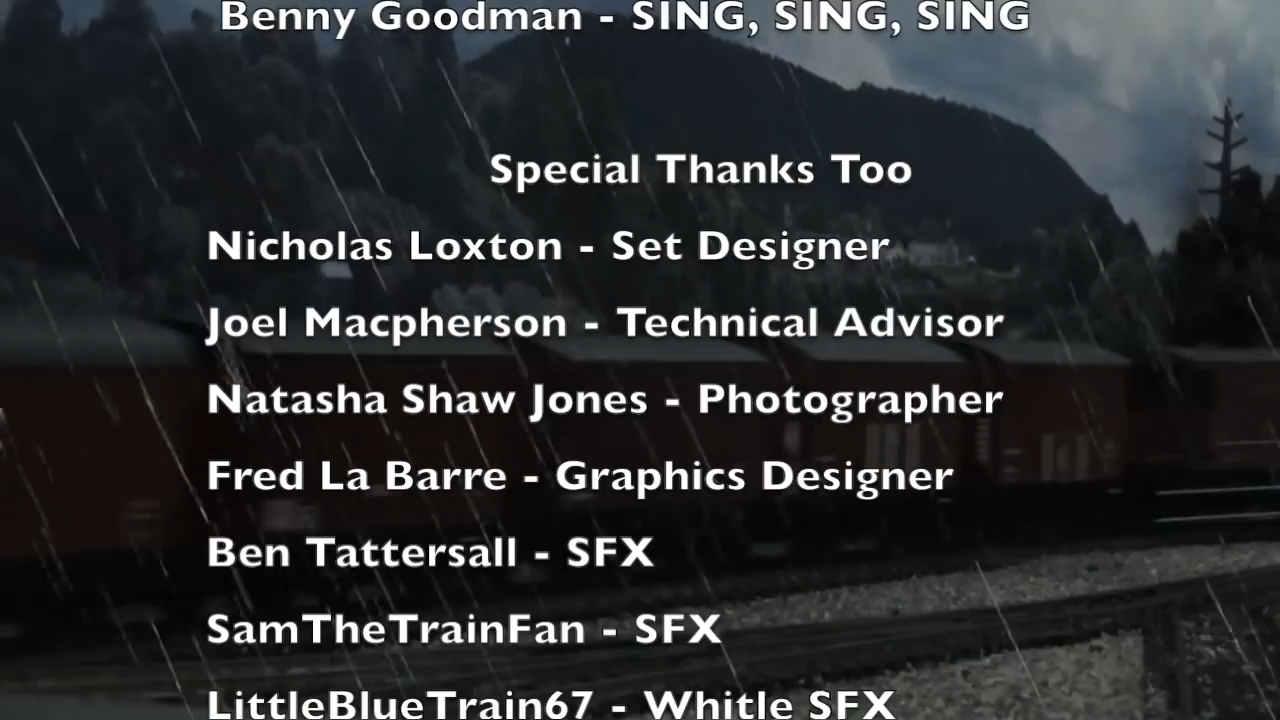 Benny Goodman - SING, SING, SING
Special Thanks Too
Nicholas Loxton - Set Designer
Joel Macpherson - Technical Advisor
Natasha Shaw Jones - Photographer
Fred La Barre - Graphics Designer
Ben Tattersall - SFX
SamTheTrainFan - SFX
LittleBlueTrain67 - Whitle SFX